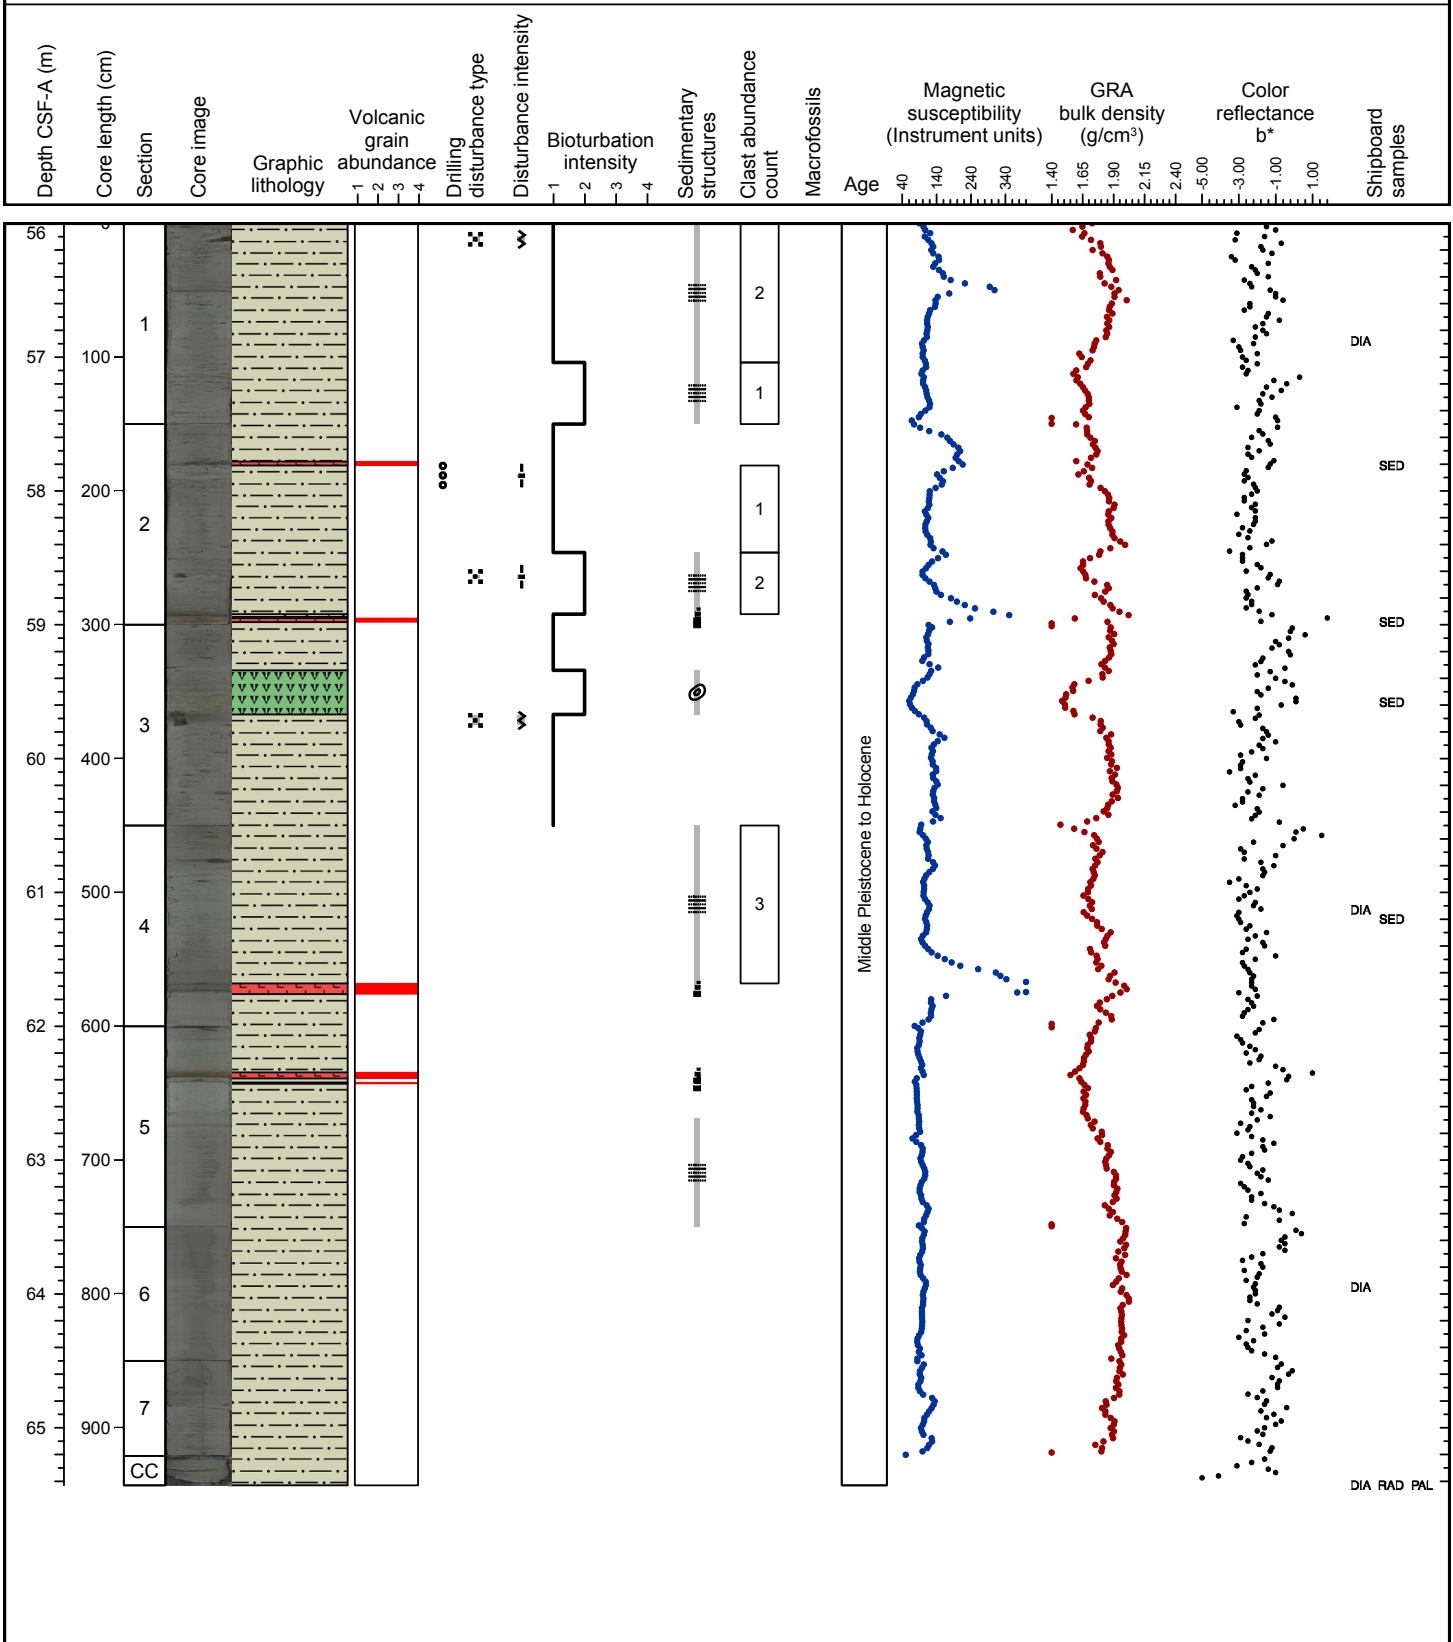 Depth CSF-A (m)
Core length (cm)
Section
Core image
Graphic
lithology
Volcanic
grain
abundance
1 2 3 4
Drilling
disturbance type
Disturbance intensity
Bioturbation
intensity
1 2 3 4
Sedimentary
structures
Clast abundance
count
Macrofossils
Age
Magnetic
susceptibility
(Instrument units)
40 140 240 340
GRA
bulk density
(g/cm³)
1.40 1.65 1.90 2.15 2.40
Color
reflectance
b*
-5.00 -3.00 -1.00 1.00
Shipboard
samples
56 0
2
1
DIA
57 100
1
SED
58 200
1
2
2
59 300
SED
SED
3
60 400
Middle Pleistocene to Holocene
61 500
3
DIA SED
4
62 600
5
63 700
DIA
64 800
6
7
65 900
CC
DIA RAD PAL